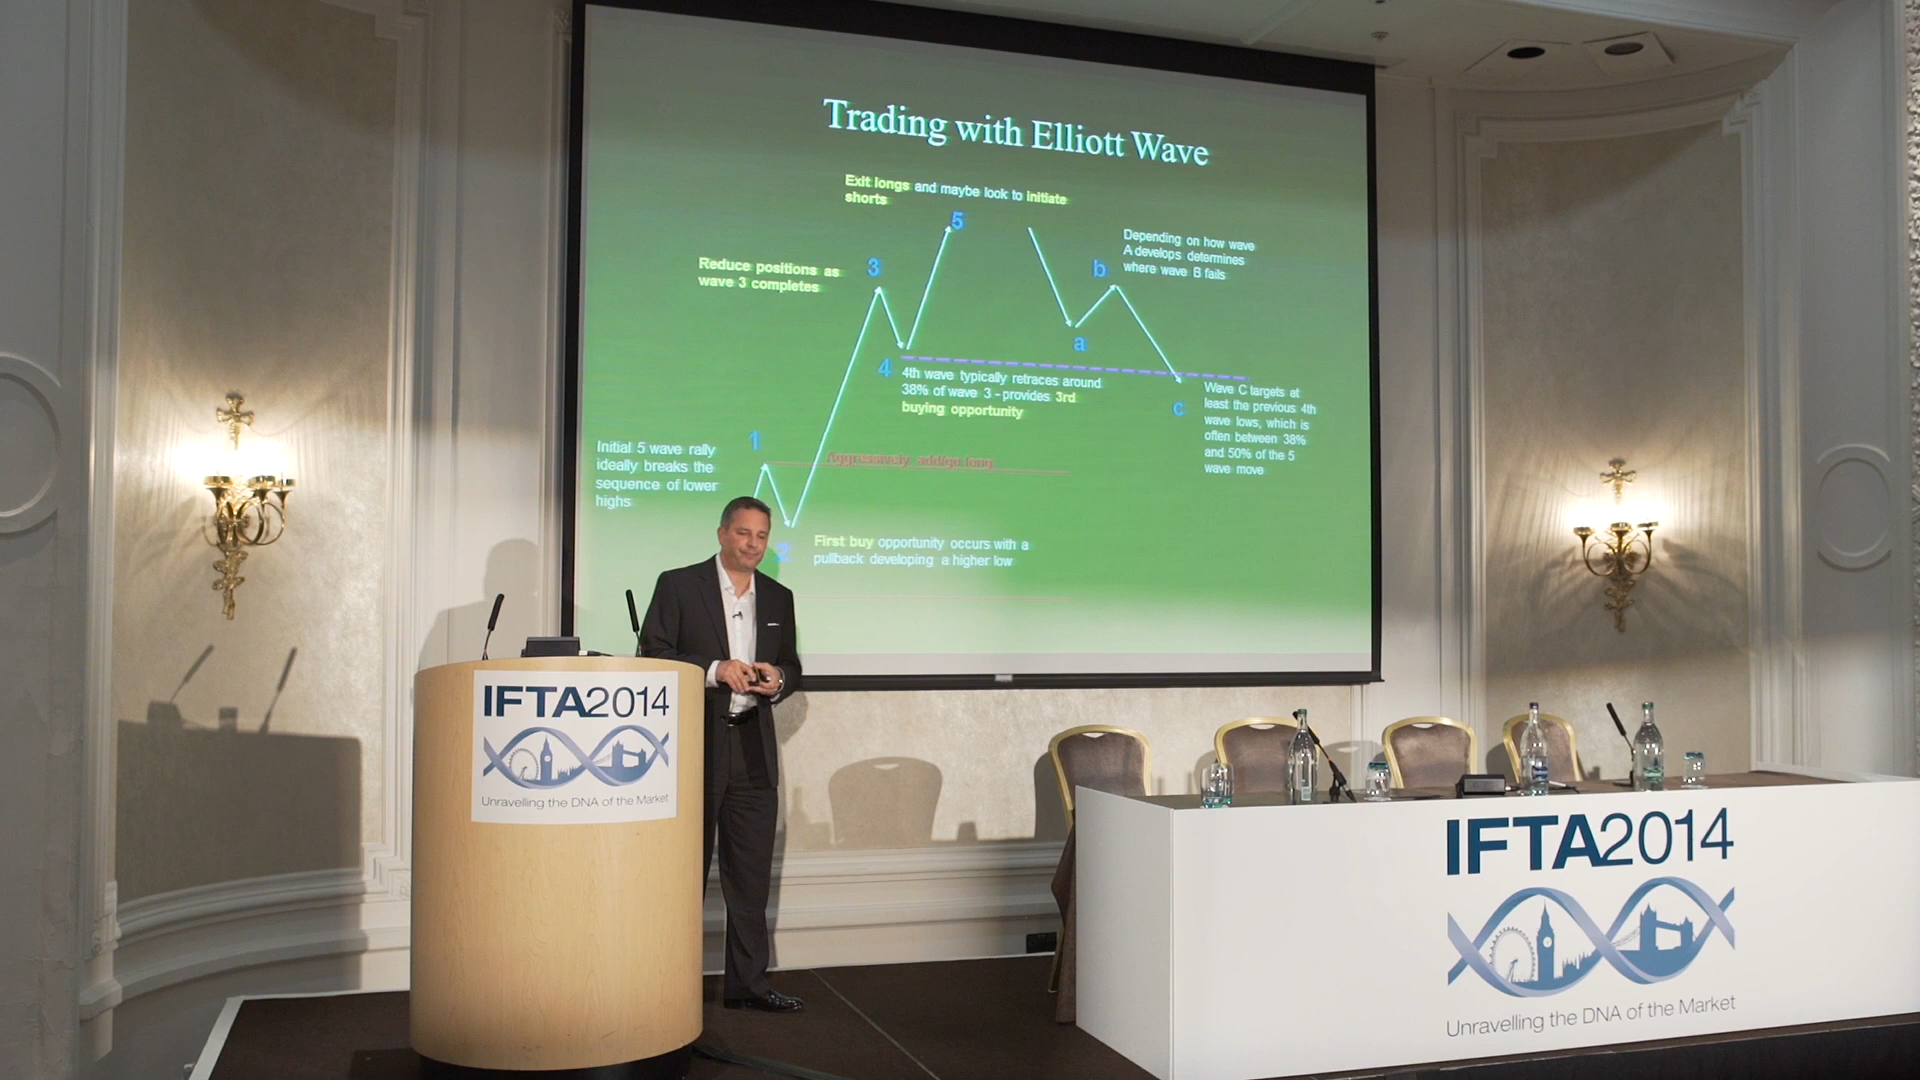 Trading with Elliott Wave
Exit longs and maybe look to initiate
shorts
5
Depending on how wave
A develops determines
where wave B fails
b
Reduce positions as
wave 3 completes
3
a
4
4th wave typically retraces around
38% of wave 3 - provides 3rd
buying opportunity
c
Wave C targets at
least the previous 4th
wave lows, which is
often between 38%
and 50% of the 5
wave move
1
Initial 5 wave rally
ideally breaks the
sequence of lower
highs
Aggressively add/go long
2
First buy opportunity occurs with a
pullback developing a higher low
IFTA2014
Unravelling the DNA of the Market
IFTA2014
Unravelling the DNA of the Market